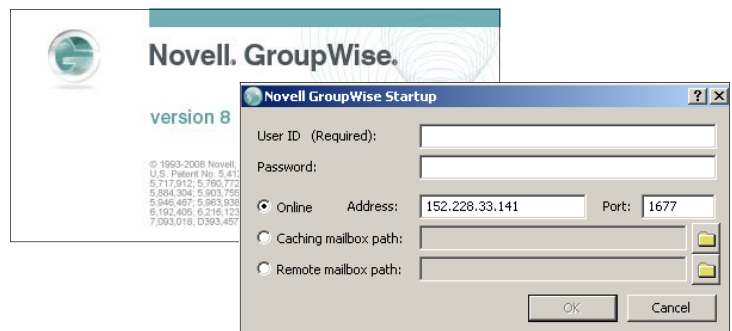 Novell. GroupWise.
Novell GroupWise Startup
version 8
User ID (Required):
Password:
© 1993-2008 Novell,
U.S. Patent No. 5,412
5,717,912; 5,760,772
5,884,304; 5,903,755
5,946,467; 5,963,938
6,192,405; 6,216,123
7,093,018; D393,457
Online Address: 152.228.33.141 Port: 1677
Caching mailbox path:
Remote mailbox path:
OK Cancel